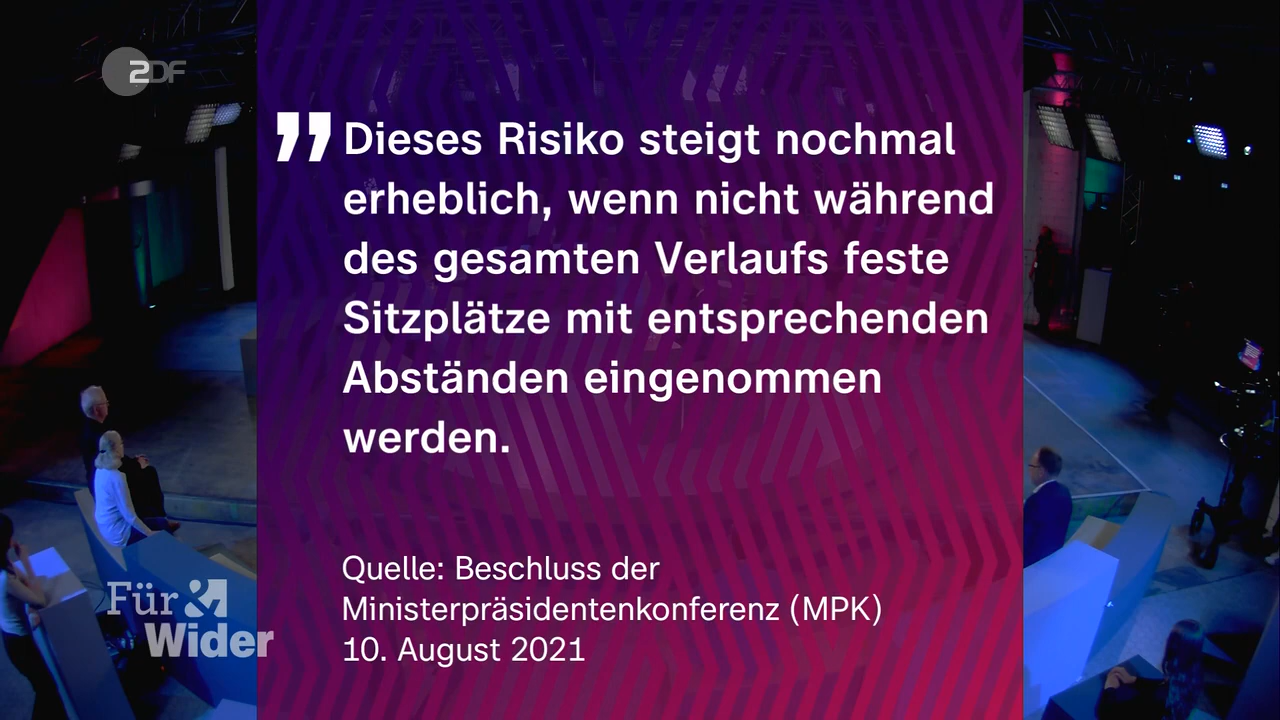 ZDF
” Dieses Risiko steigt nochmal
erheblich, wenn nicht während
des gesamten Verlaufs feste
Sitzplätze mit entsprechenden
Abständen eingenommen
werden.
Quelle: Beschluss der
Ministerpräsidentenkonferenz (MPK)
10. August 2021
Für &
Wider